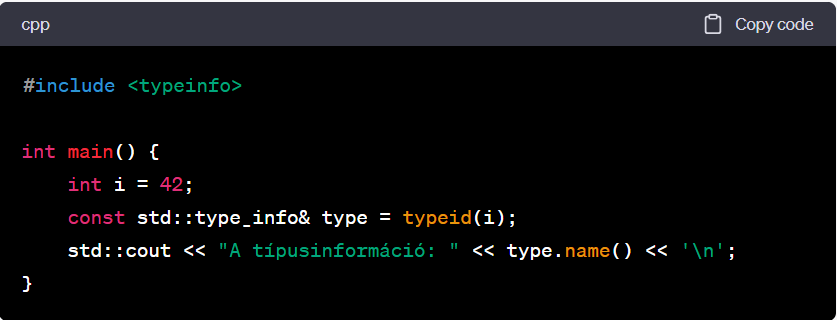 cpp Copy code
#include <typeinfo>
int main() {
    int i = 42;
    const std::type_info& type = typeid(i);
    std::cout << "A típusinformáció: " << type.name() << '\n';
}